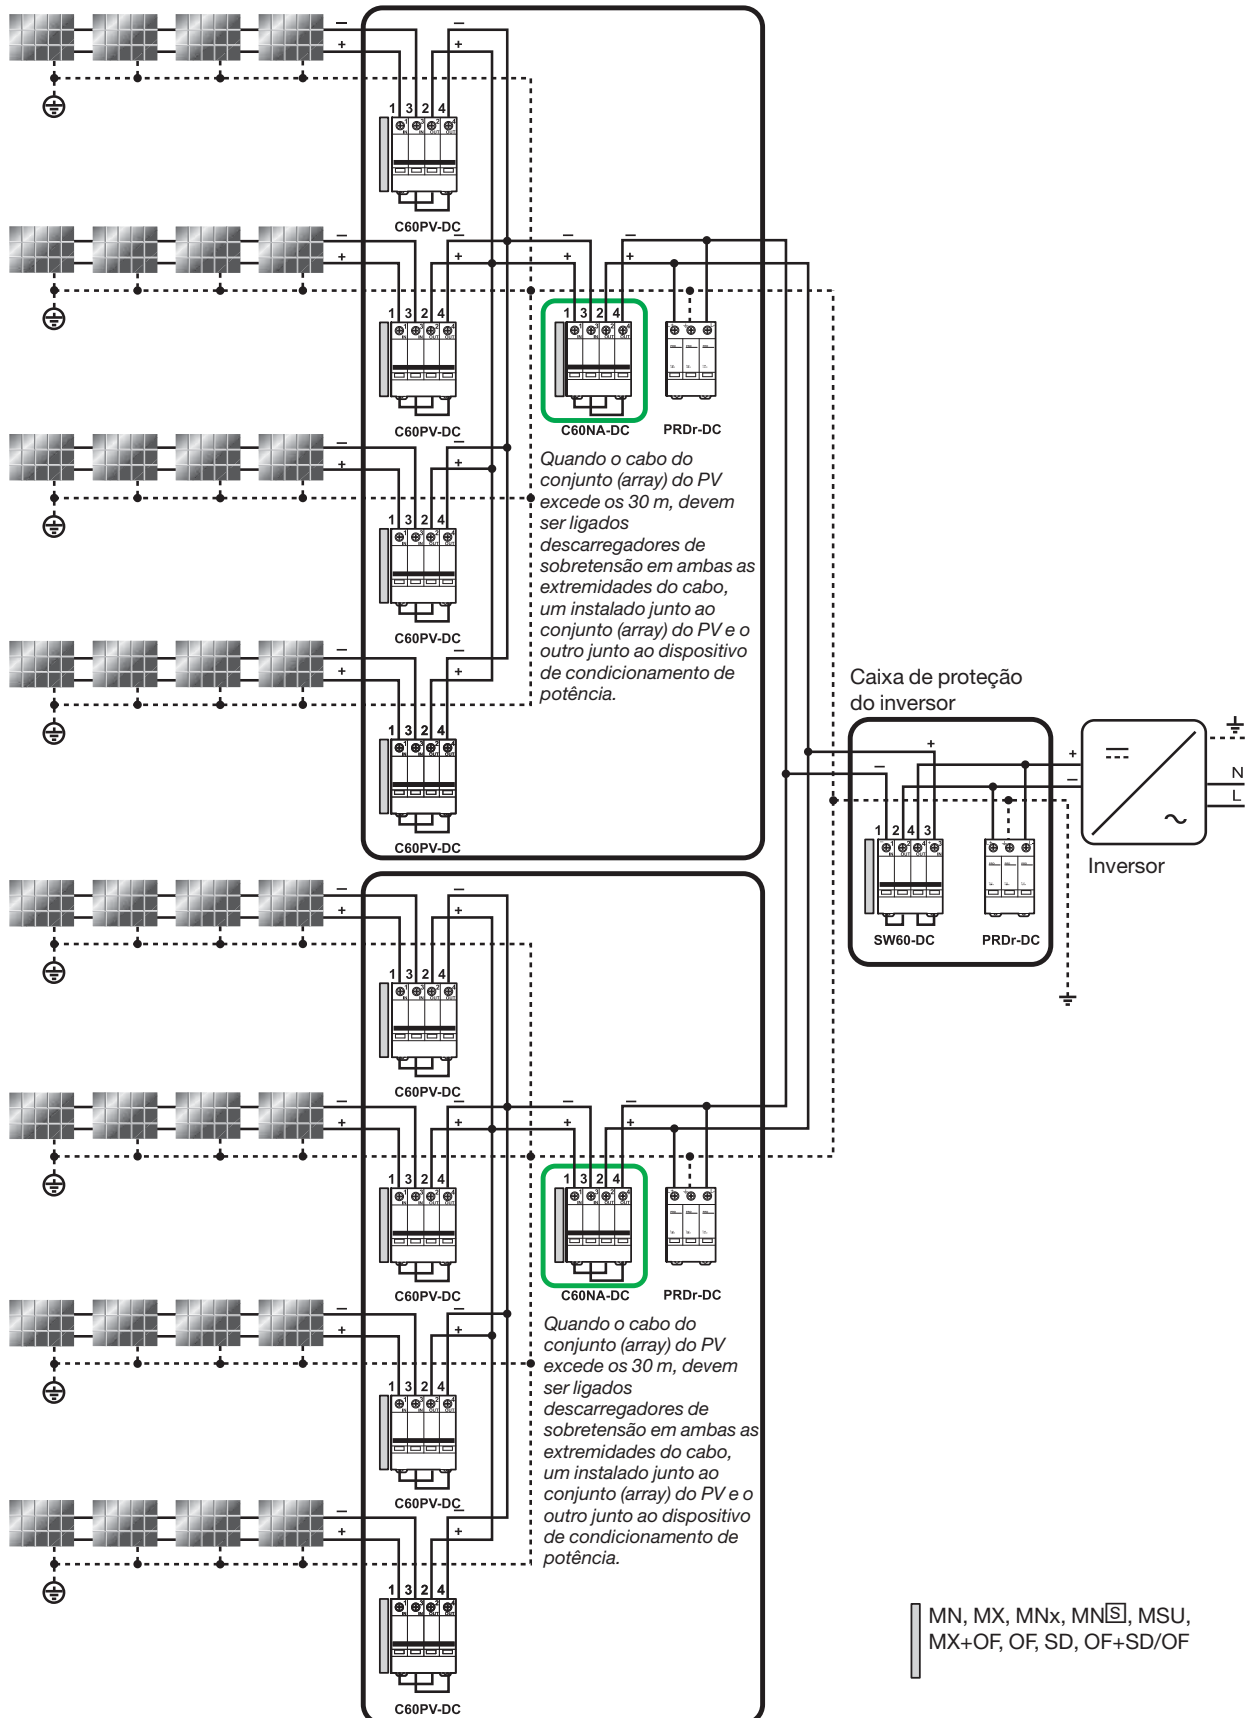 –
+
–
1 3 2 4
C60PV-DC
–
+
–
+
–
+
–
+
1 3 2 4
1 3 2 4
C60PV-DC
C60NA-DC
PRDr-DC
Quando o cabo do
conjunto (array) do PV
excede os 30 m, devem
ser ligados
descarregadores de
sobretensão em ambas as
extremidades do cabo,
um instalado junto ao
conjunto (array) do PV e o
outro junto ao dispositivo
de condicionamento de
potência.
–
+
–
+
1 3 2 4
C60PV-DC
–
+
–
+
1 3 2 4
C60PV-DC
Caixa de proteção
do inversor
+
–
+
–
N
L
1 2 4 3
SW60-DC
PRDr-DC
Inversor
–
+
–
+
1 3 2 4
C60PV-DC
–
+
–
+
–
+
–
+
1 3 2 4
1 3 2 4
C60PV-DC
C60NA-DC
PRDr-DC
Quando o cabo do
conjunto (array) do PV
excede os 30 m, devem
ser ligados
descarregadores de
sobretensão em ambas as
extremidades do cabo,
um instalado junto ao
conjunto (array) do PV e o
outro junto ao dispositivo
de condicionamento de
potência.
–
+
–
+
1 3 2 4
C60PV-DC
–
+
–
+
1 3 2 4
C60PV-DC
MN, MX, MNx, MNS, MSU,
MX+OF, OF, SD, OF+SD/OF